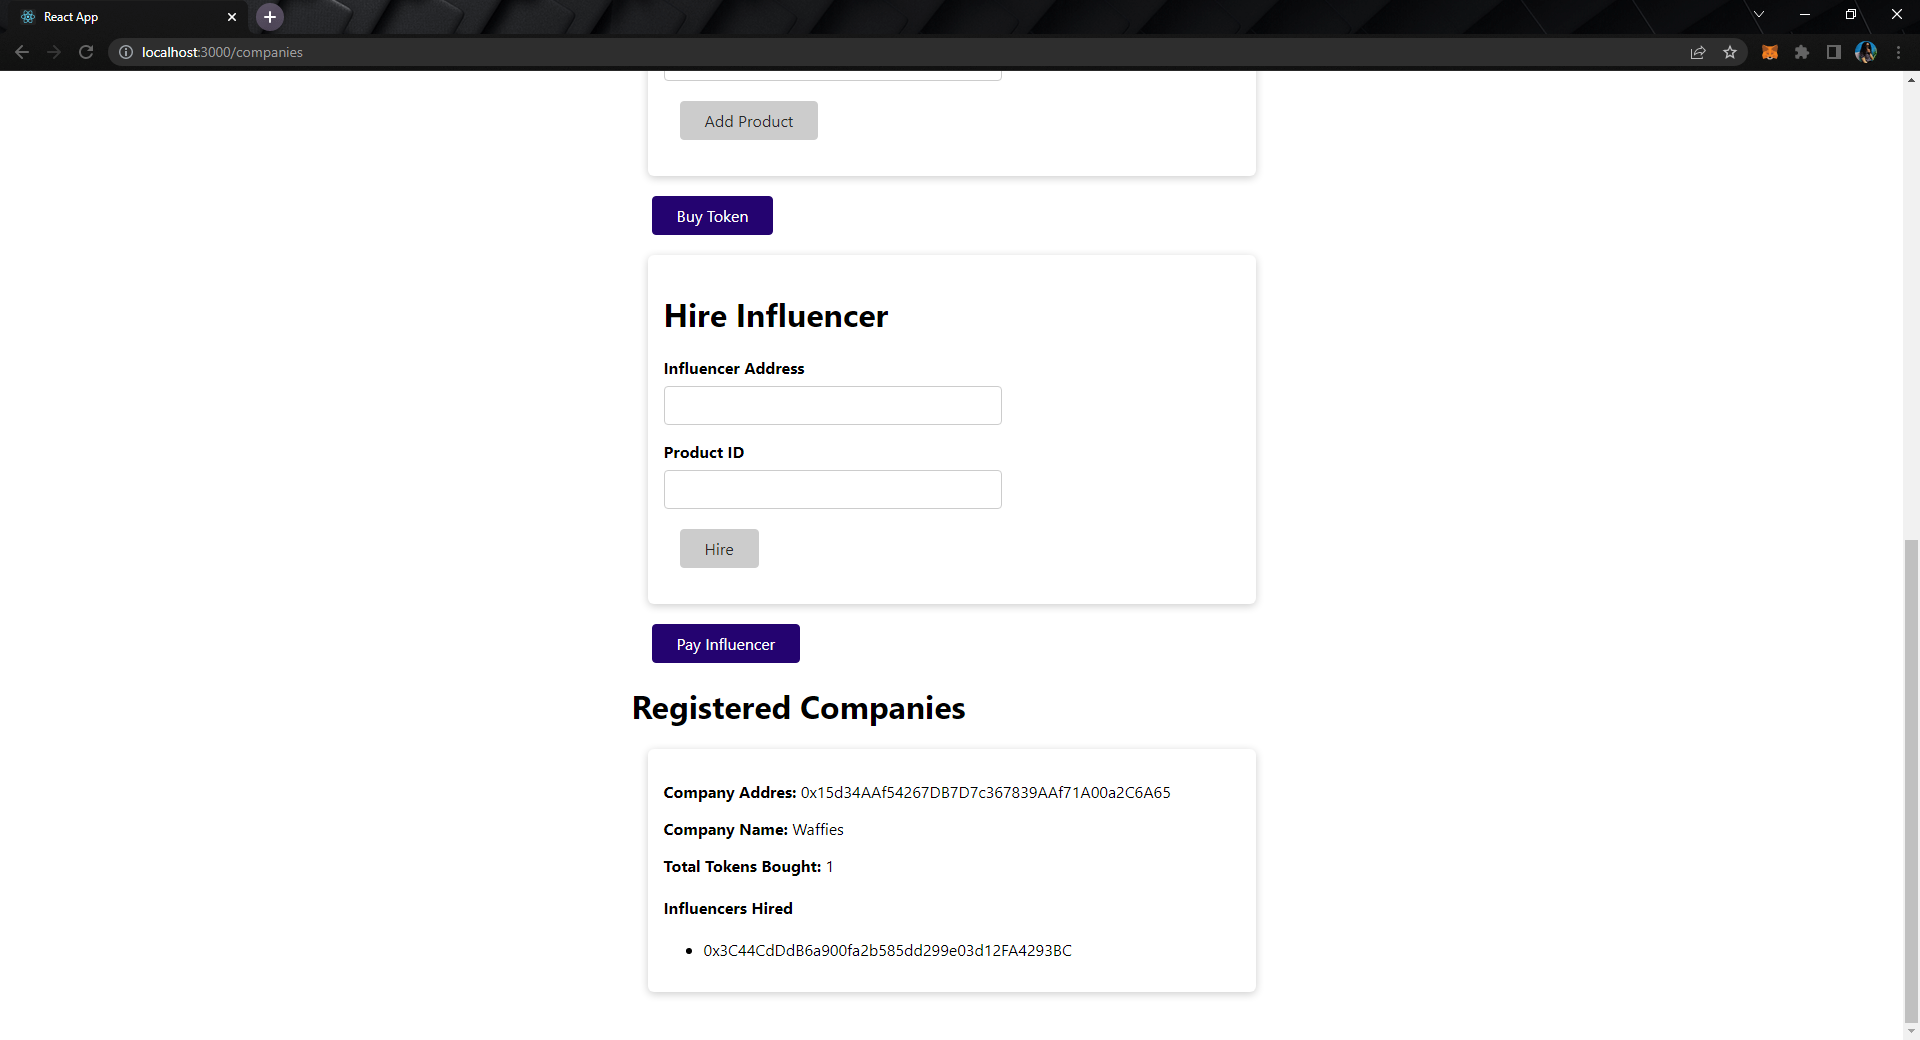 React App
localhost:3000/companies
Add Product
Buy Token
Hire Influencer
Influencer Address
Product ID
Hire
Pay Influencer
Registered Companies
Company Addres: 0x15d34AAf54267DB7D7c367839AAf71A00a2C6A65
Company Name: Waffies
Total Tokens Bought: 1
Influencers Hired
• 0x3C44CdDdB6a900fa2b585dd299e03d12FA4293BC